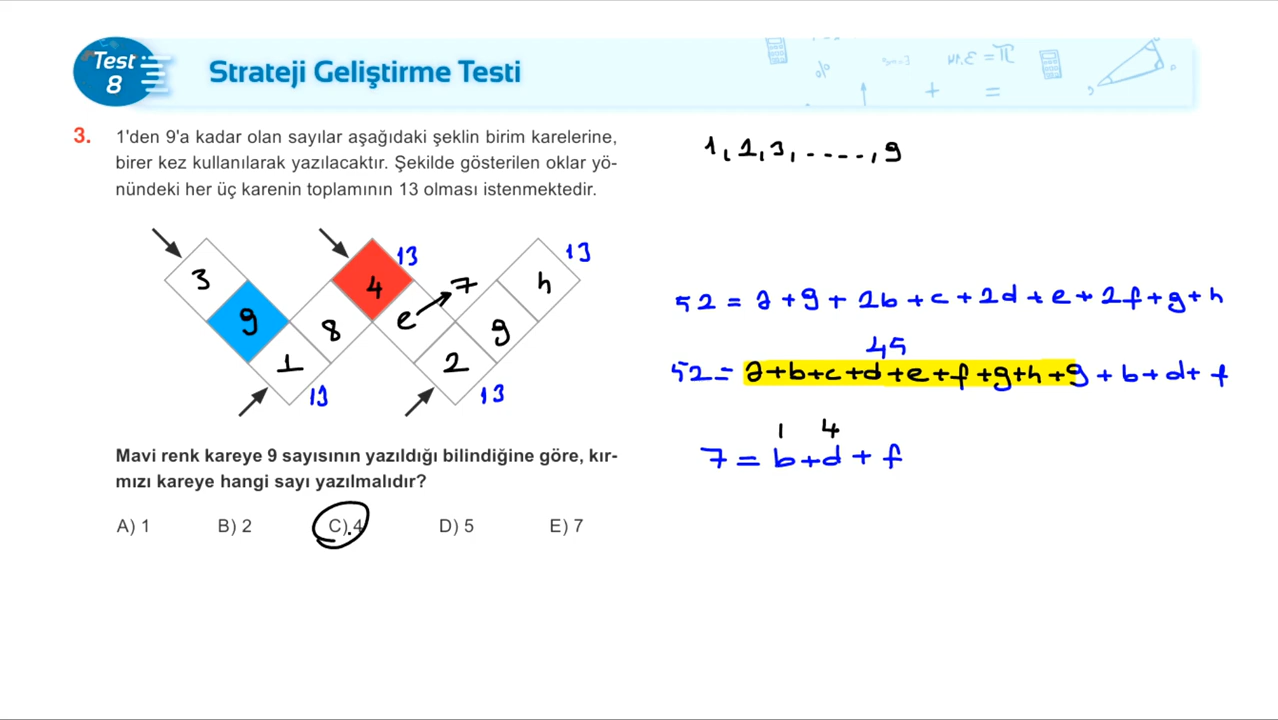 Test
8
Strateji Geliştirme Testi
3. 1'den 9'a kadar olan sayılar aşağıdaki şeklin birim karelerine,
birer kez kullanılarak yazılacaktır. Şekilde gösterilen oklar yö-
nündeki her üç karenin toplamının 13 olması istenmektedir.
1, 2, 3, ...., 9
3
9
1
13
8
4
13
e
7
2
13
g
h
13
52 = a + 9 + 2b + c + 2d + e + 2f + g + h
45
52 = a+b+c+d+e+f+g+h+9 + b + d + f
1 4
7 = b + d + f
Mavi renk kareye 9 sayısının yazıldığı bilindiğine göre, kır-
mızı kareye hangi sayı yazılmalıdır?
A) 1 B) 2 C) 4 D) 5 E) 7